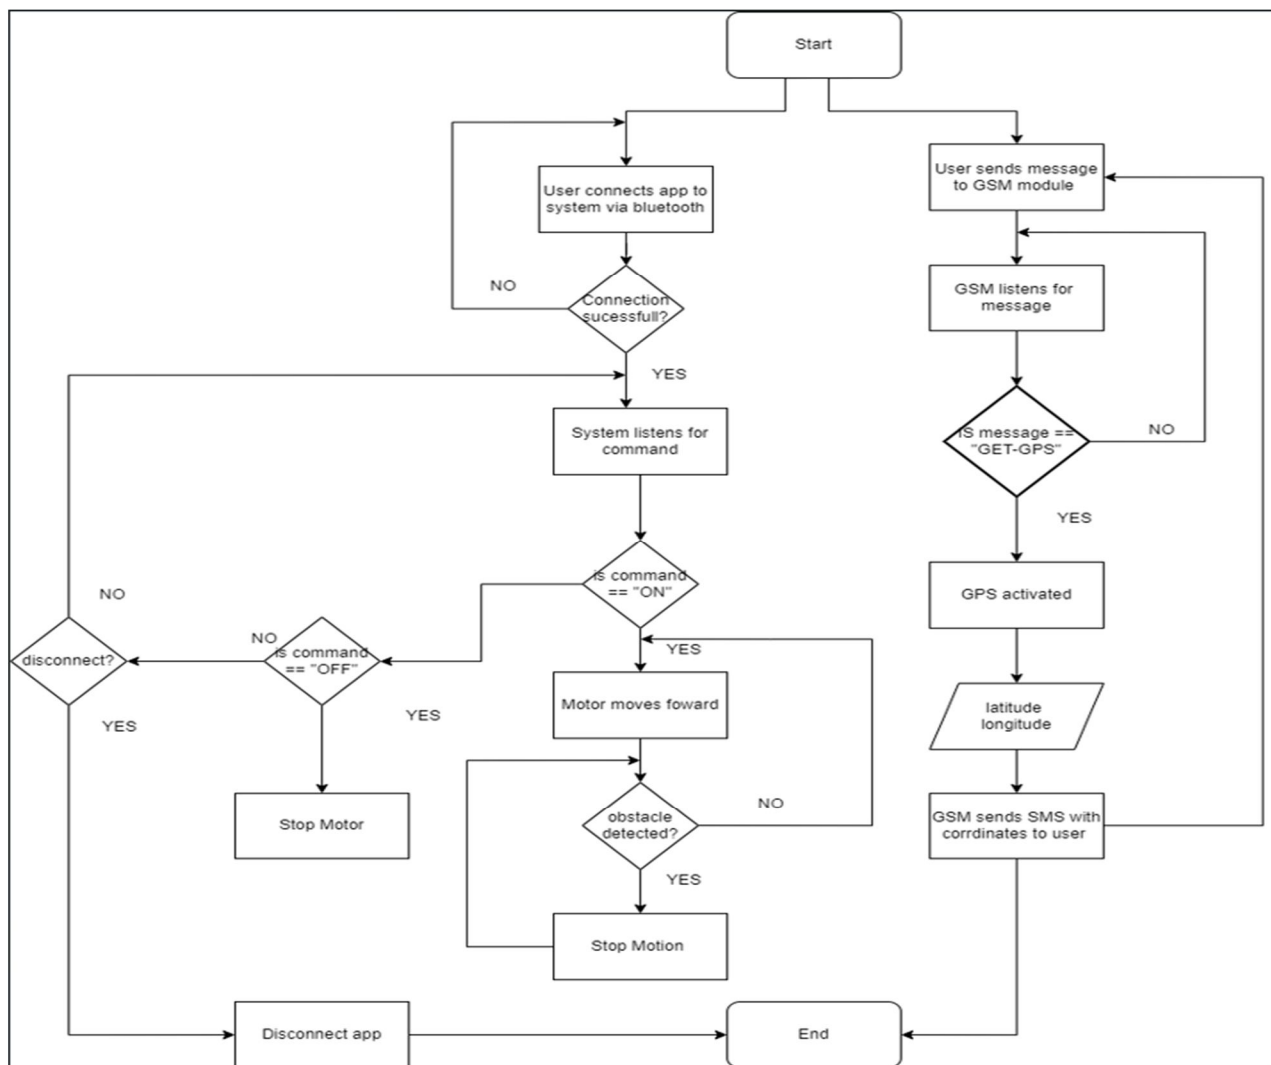 Start
User connects app to
system via bluetooth
NO
Connection
sucessfull?
YES
System listens for
command
is command
== "ON"
NO
disconnect?
YES
NO
is command
== "OFF"
YES
Stop Motor
YES
Motor moves foward
obstacle
detected?
NO
YES
Stop Motion
Disconnect app
End
User sends message
to GSM module
GSM listens for
message
IS message ==
"GET-GPS"
NO
YES
GPS activated
latitude
longitude
GSM sends SMS with
corrdinates to user